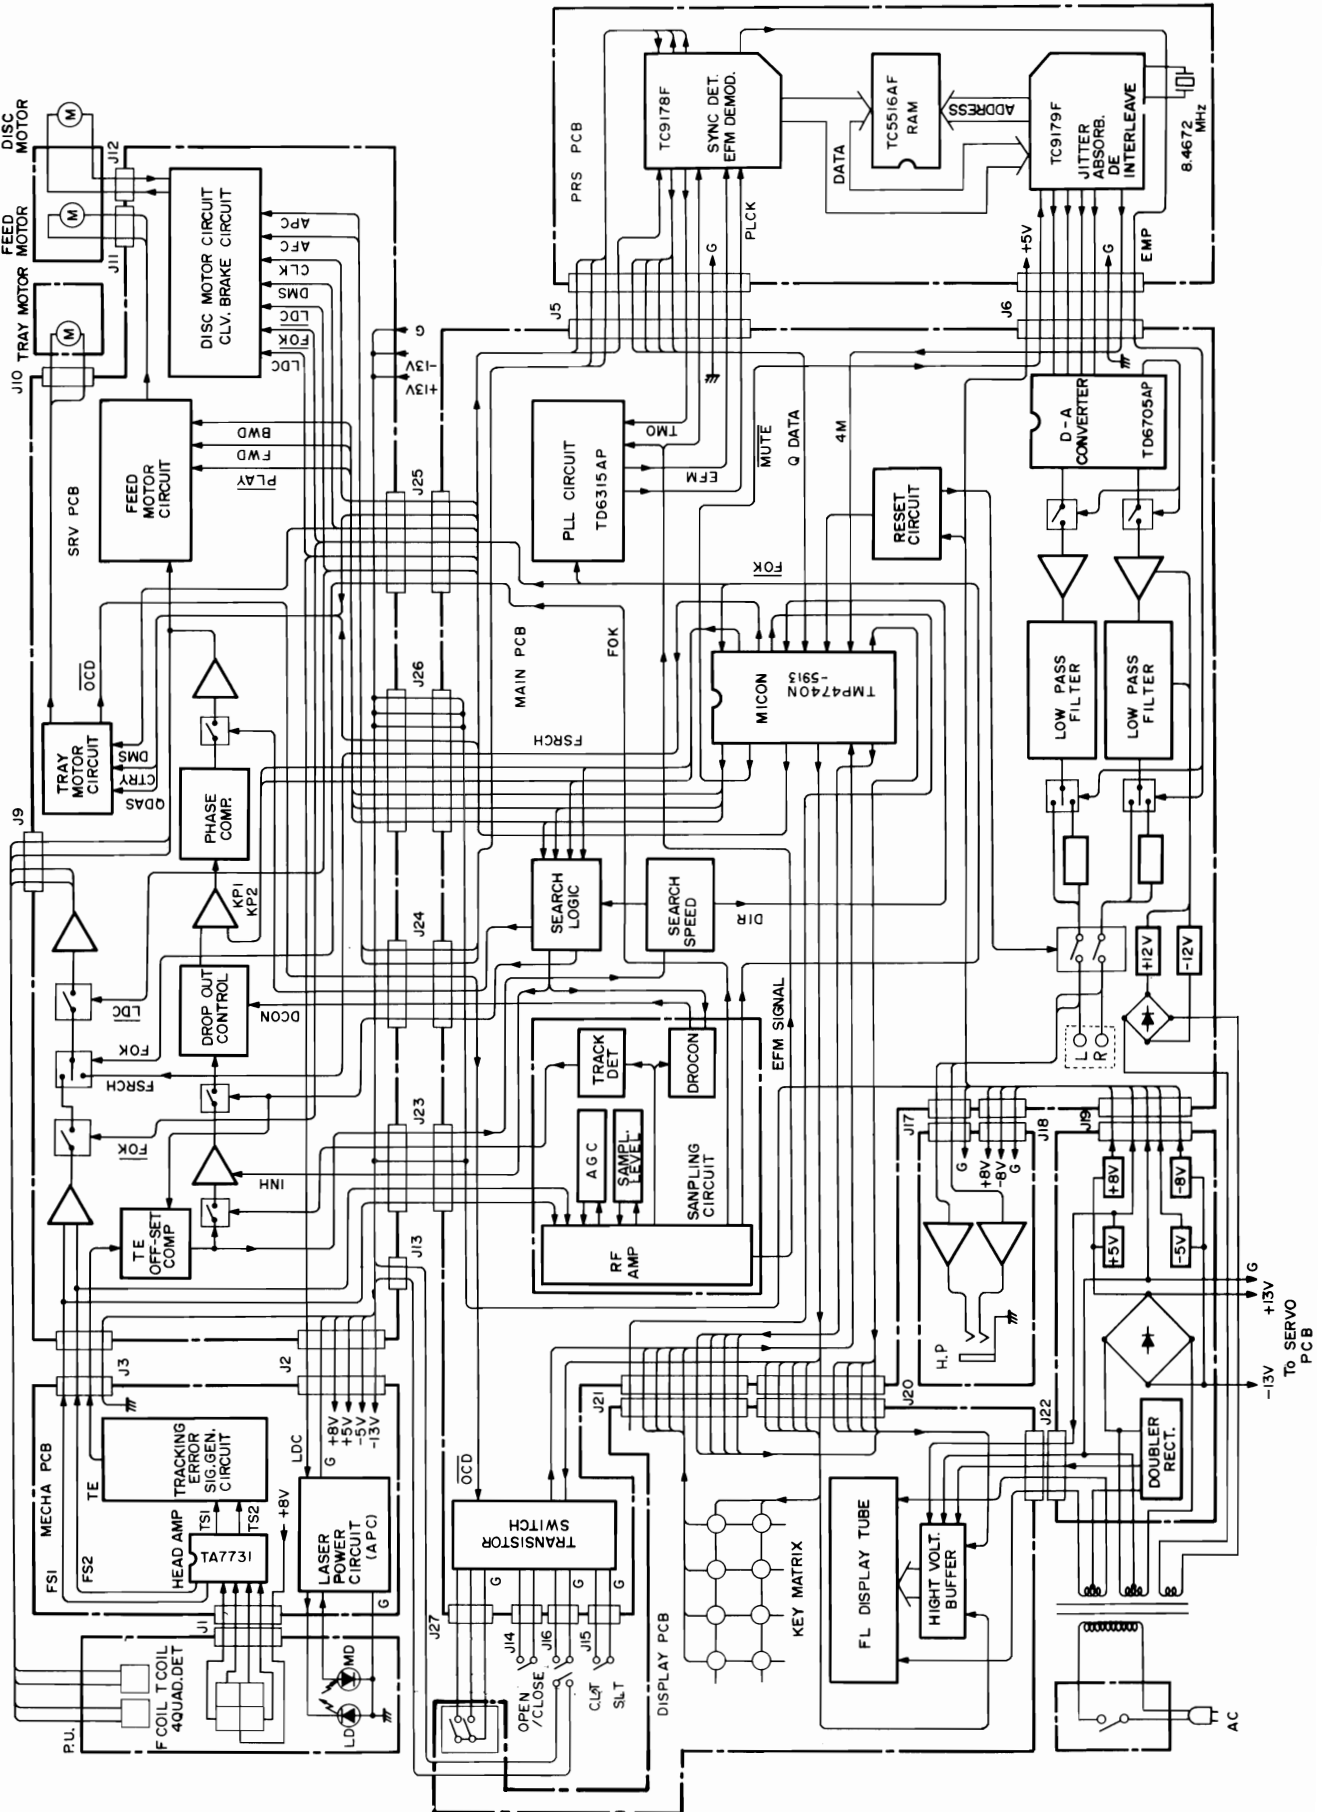 DISC
MOTOR
FEED
MOTOR
TRAY MOTOR
J10
J11
J12
M
M
M
DISC MOTOR CIRCUIT
CLV. BRAKE CIRCUIT
APC
AFC
CLK
DMS
LDC
FOK
LDC
G
-13V
+13V
SRV PCB
FEED
MOTOR
CIRCUIT
BWD
FWD
PLAY
J25
OCD
TRAY
MOTOR
CIRCUIT
DMS
CTRY
QDAS
J9
PHASE
COMP.
KP1
KP2
J26
J24
DROP OUT
CONTROL
DCON
LDC
FOK
FSRCH
FOK
INH
TE
OFF-SET
COMP
J23
J13
J3
J2
MECHA PCB
TE
TRACKING
ERROR
SIG.GEN.
CIRCUIT
FS1
FS2
HEAD AMP
TA7731
TS1
TS2
+8V
LDC
G
+8V
+5V
-5V
-13V
LASER
POWER
CIRCUIT
(APC)
G
J1
P.U.
F COIL T COIL
4QUAD.DET
LD
MD
PRS PCB
TC9178F
SYNC DET.
EFM DEMOD.
TC5516AF
RAM
DATA
ADDRESS
TC9179F
JITTER
ABSORB.
DE
INTERLEAVE
8.4672
MHz
G
PLCK
+5V
G
EMP
J5
J6
PLL CIRCUIT
TD6315AP
TMO
EFM
MUTE
Q DATA
4M
RESET
CIRCUIT
D-A
CONVERTER
TD6705AP
FOK
MAIN PCB
FOK
MICON
TMP4740N
-5913
FSRCH
LOW PASS
FILTER
LOW PASS
FILTER
SEARCH
LOGIC
SEARCH
SPEED
DIR
+12V
-12V
L
R
EFM SIGNAL
TRACK
DET
DROCON
AGC
SAMPL.
LEVEL
SANPLING
CIRCUIT
RF
AMP
J17
J18
J19
G
+8V
-8V
G
H.P
+8V
-8V
+5V
-5V
G
+13V
-13V
To SERVO
PCB
DOUBLER
RECT.
J21
J20
J22
OCD
TRANSISTOR
SWITCH
G
G
G
J27
J14
J16
J15
OPEN
/CLOSE
CLT
SLT
DISPLAY PCB
KEY MATRIX
FL DISPLAY TUBE
HIGHT VOLT.
BUFFER
AC